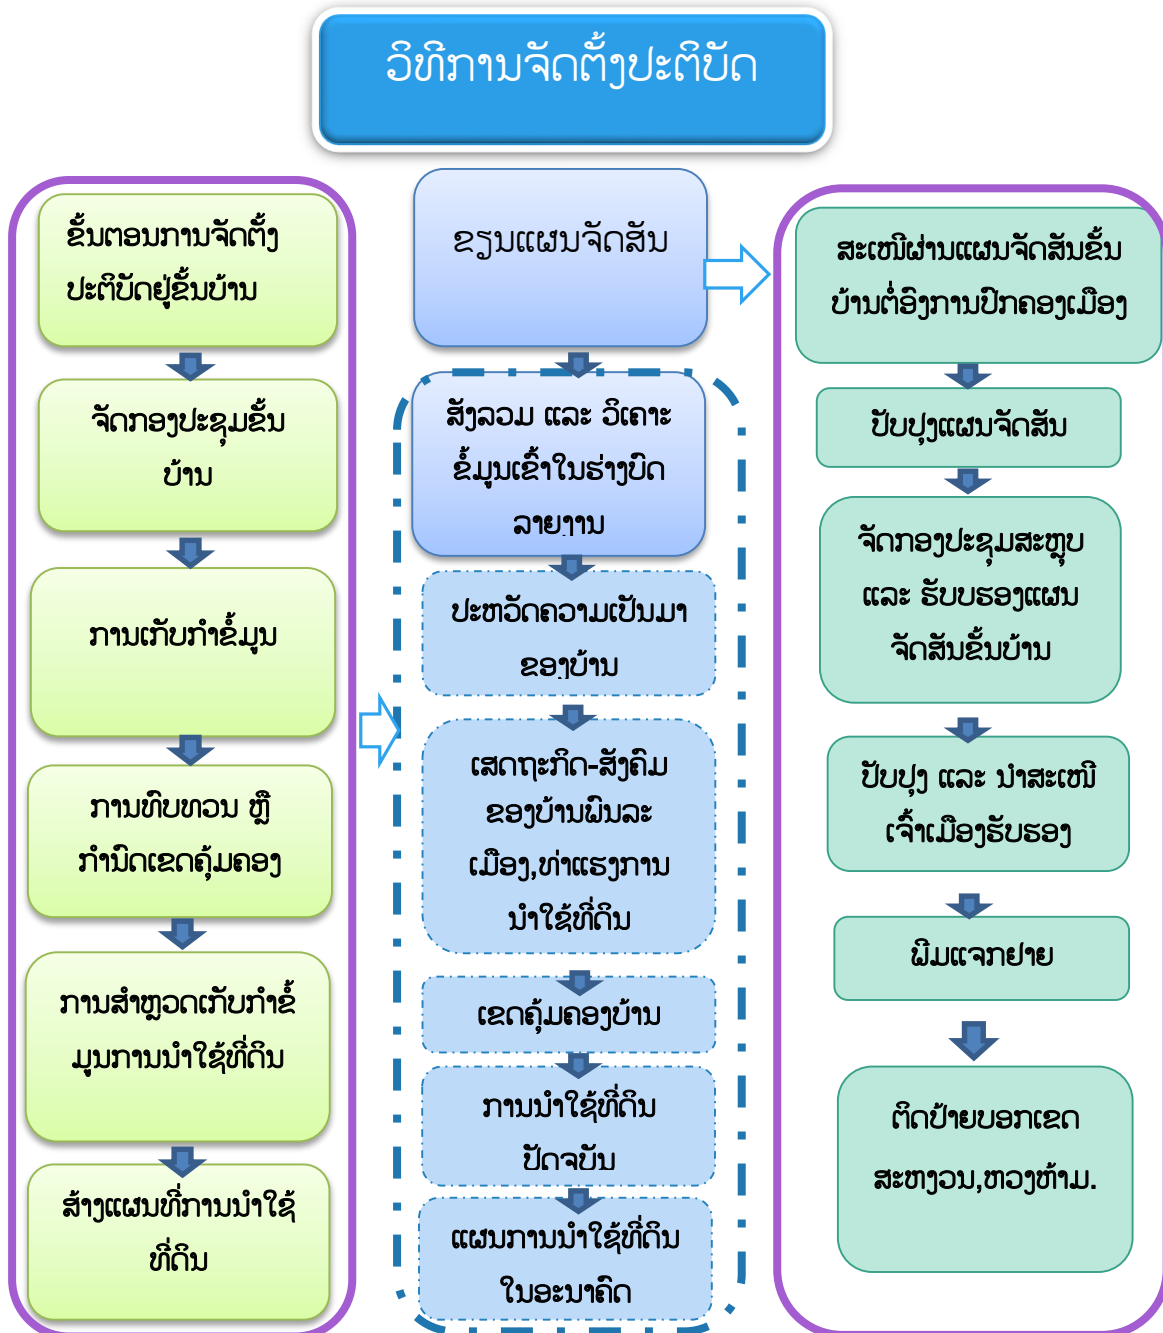 ວິທີການຈັດຕັ້ງປະຕິບັດ
ຂັ້ນຕອນການຈັດຕັ້ງ
ປະຕິບັດຢູ່ຂັ້ນບ້ານ
ຈັດກອງປະຊຸມຂັ້ນ
ບ້ານ
ການເກັບກຳຂໍ້ມູນ
ການທົບທວນ ຫຼື
ກຳນົດເຂດຄຸ້ມຄອງ
ການສຳຫຼວດເກັບກຳຂໍ້
ມູນການນຳໃຊ້ທີ່ດິນ
ສ້າງແຜນທີ່ການນຳໃຊ້
ທີ່ດິນ
ຂຽນແຜນຈັດສັນ
ສັງລວມ ແລະ ວິເຄາະ
ຂໍ້ມູນເຂົ້າໃນຮ່າງບົດ
ລາຍງານ
ປະຫວັດຄວາມເປັນມາ
ຂອງບ້ານ
ເສດຖະກິດ-ສັງຄົມ
ຂອງບ້ານພົນລະ
ເມືອງ,ທ່າແຮງການ
ນຳໃຊ້ທີ່ດິນ
ເຂດຄຸ້ມຄອງບ້ານ
ການນຳໃຊ້ທີ່ດິນ
ປັດຈບັນ
ແຜນການນຳໃຊ້ທີ່ດິນ
ໃນອະນາຄົດ
ສະເໜີຜ່ານແຜນຈັດສັນຂັ້ນ
ບ້ານຕໍ່ອົງການປົກຄອງເມືອງ
ປັບປຸງແຜນຈັດສັນ
ຈັດກອງປະຊຸມສະຫຼຸບ
ແລະ ຮັບບຮອງແຜນ
ຈັດສັນຂັ້ນບ້ານ
ປັບປຸງ ແລະ ນຳສະເໜີ
ເຈົ້າເມືອງຮັບຮອງ
ພິມແຈກຢາຍ
ຕິດປ້າຍບອກເຂດ
ສະຫງວນ,ຫວງຫ້າມ.